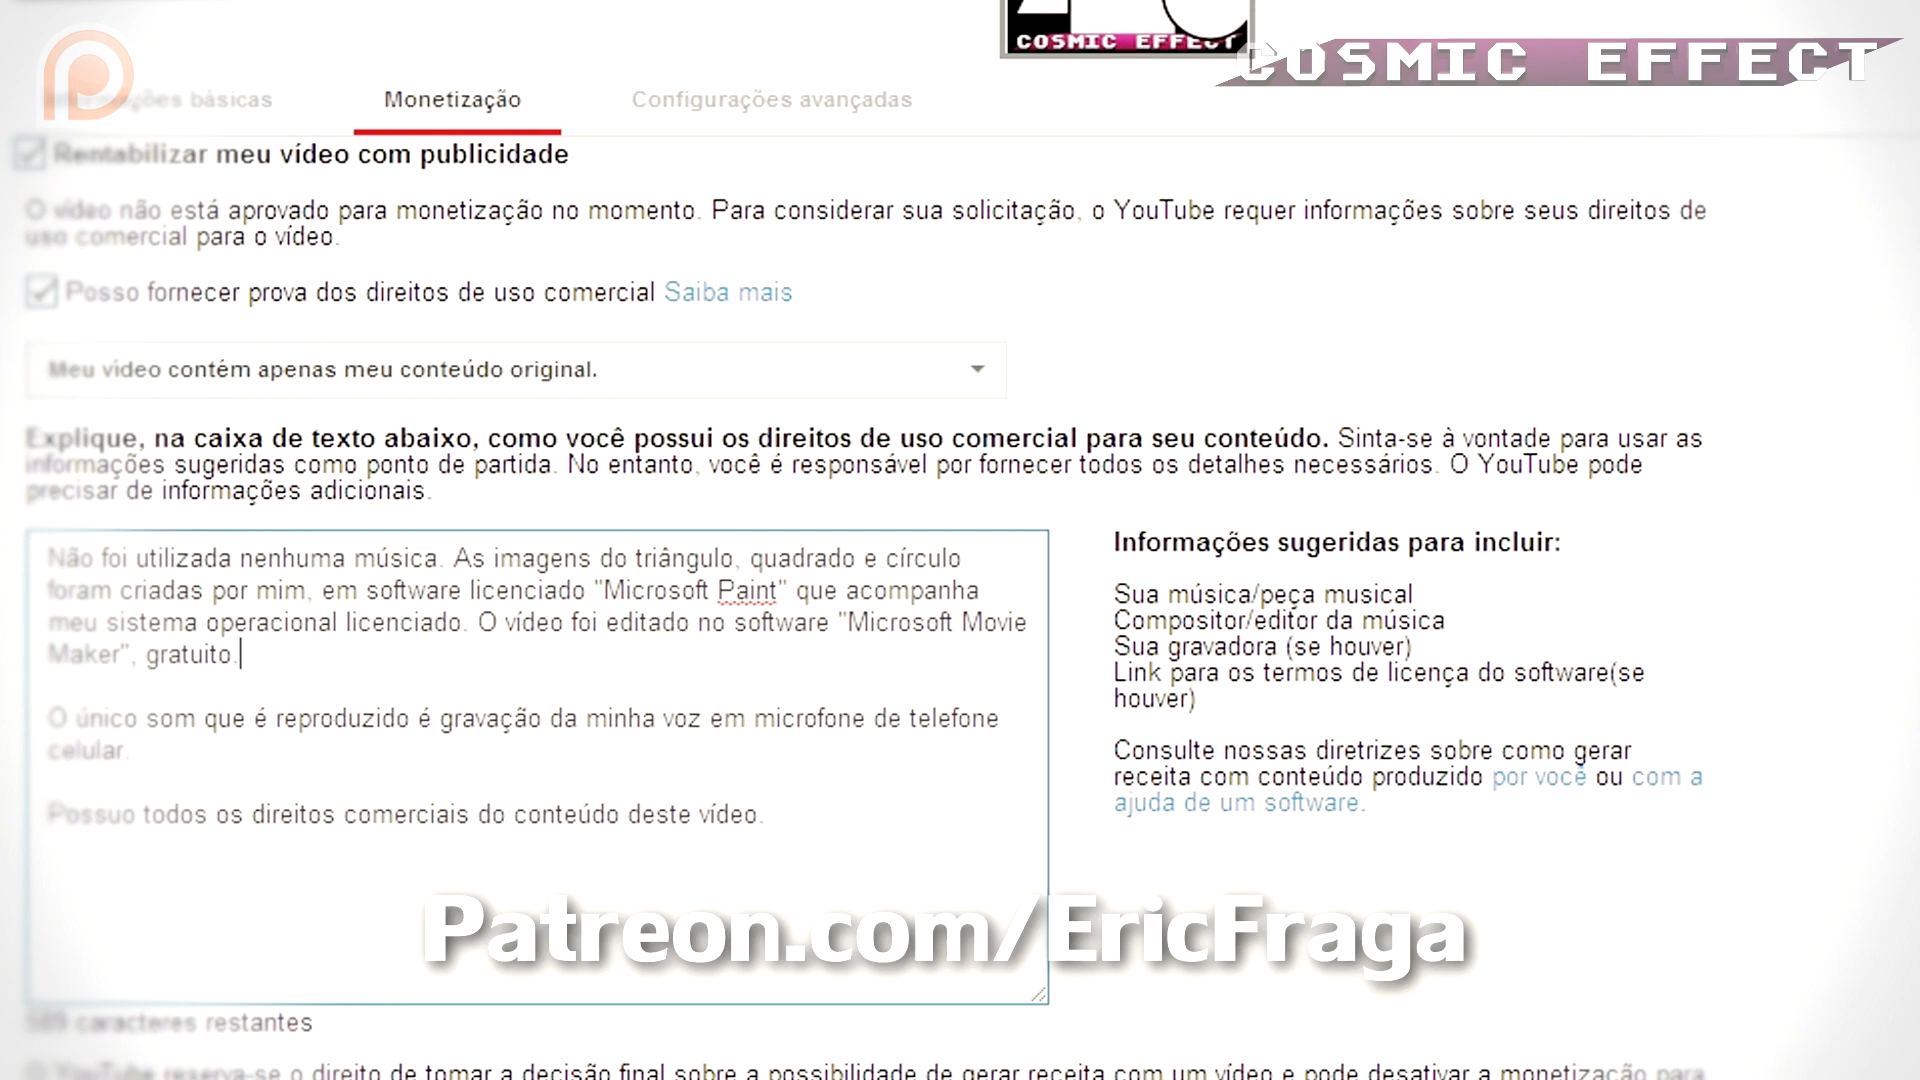 COSMIC EFFECT
COSMIC EFFECT
Informações básicas
Monetização
Configurações avançadas
Rentabilizar meu vídeo com publicidade
O vídeo não está aprovado para monetização no momento. Para considerar sua solicitação, o YouTube requer informações sobre seus direitos de
uso comercial para o vídeo.
Posso fornecer prova dos direitos de uso comercial Saiba mais
Meu vídeo contém apenas meu conteúdo original.
Explique, na caixa de texto abaixo, como você possui os direitos de uso comercial para seu conteúdo. Sinta-se à vontade para usar as
informações sugeridas como ponto de partida. No entanto, você é responsável por fornecer todos os detalhes necessários. O YouTube pode
precisar de informações adicionais.
Não foi utilizada nenhuma música. As imagens do triângulo, quadrado e círculo
foram criadas por mim, em software licenciado "Microsoft Paint" que acompanha
meu sistema operacional licenciado. O vídeo foi editado no software "Microsoft Movie
Maker", gratuito.
O único som que é reproduzido é gravação da minha voz em microfone de telefone
celular.
Possuo todos os direitos comerciais do conteúdo deste vídeo.
Informações sugeridas para incluir:
Sua música/peça musical
Compositor/editor da música
Sua gravadora (se houver)
Link para os termos de licença do software(se
houver)
Consulte nossas diretrizes sobre como gerar
receita com conteúdo produzido por você ou com a
ajuda de um software.
Patreon.com/EricFraga
caracteres restantes
O YouTube reserva-se o direito de tomar a decisão final sobre a possibilidade de gerar receita com um vídeo e pode desativar a monetização para